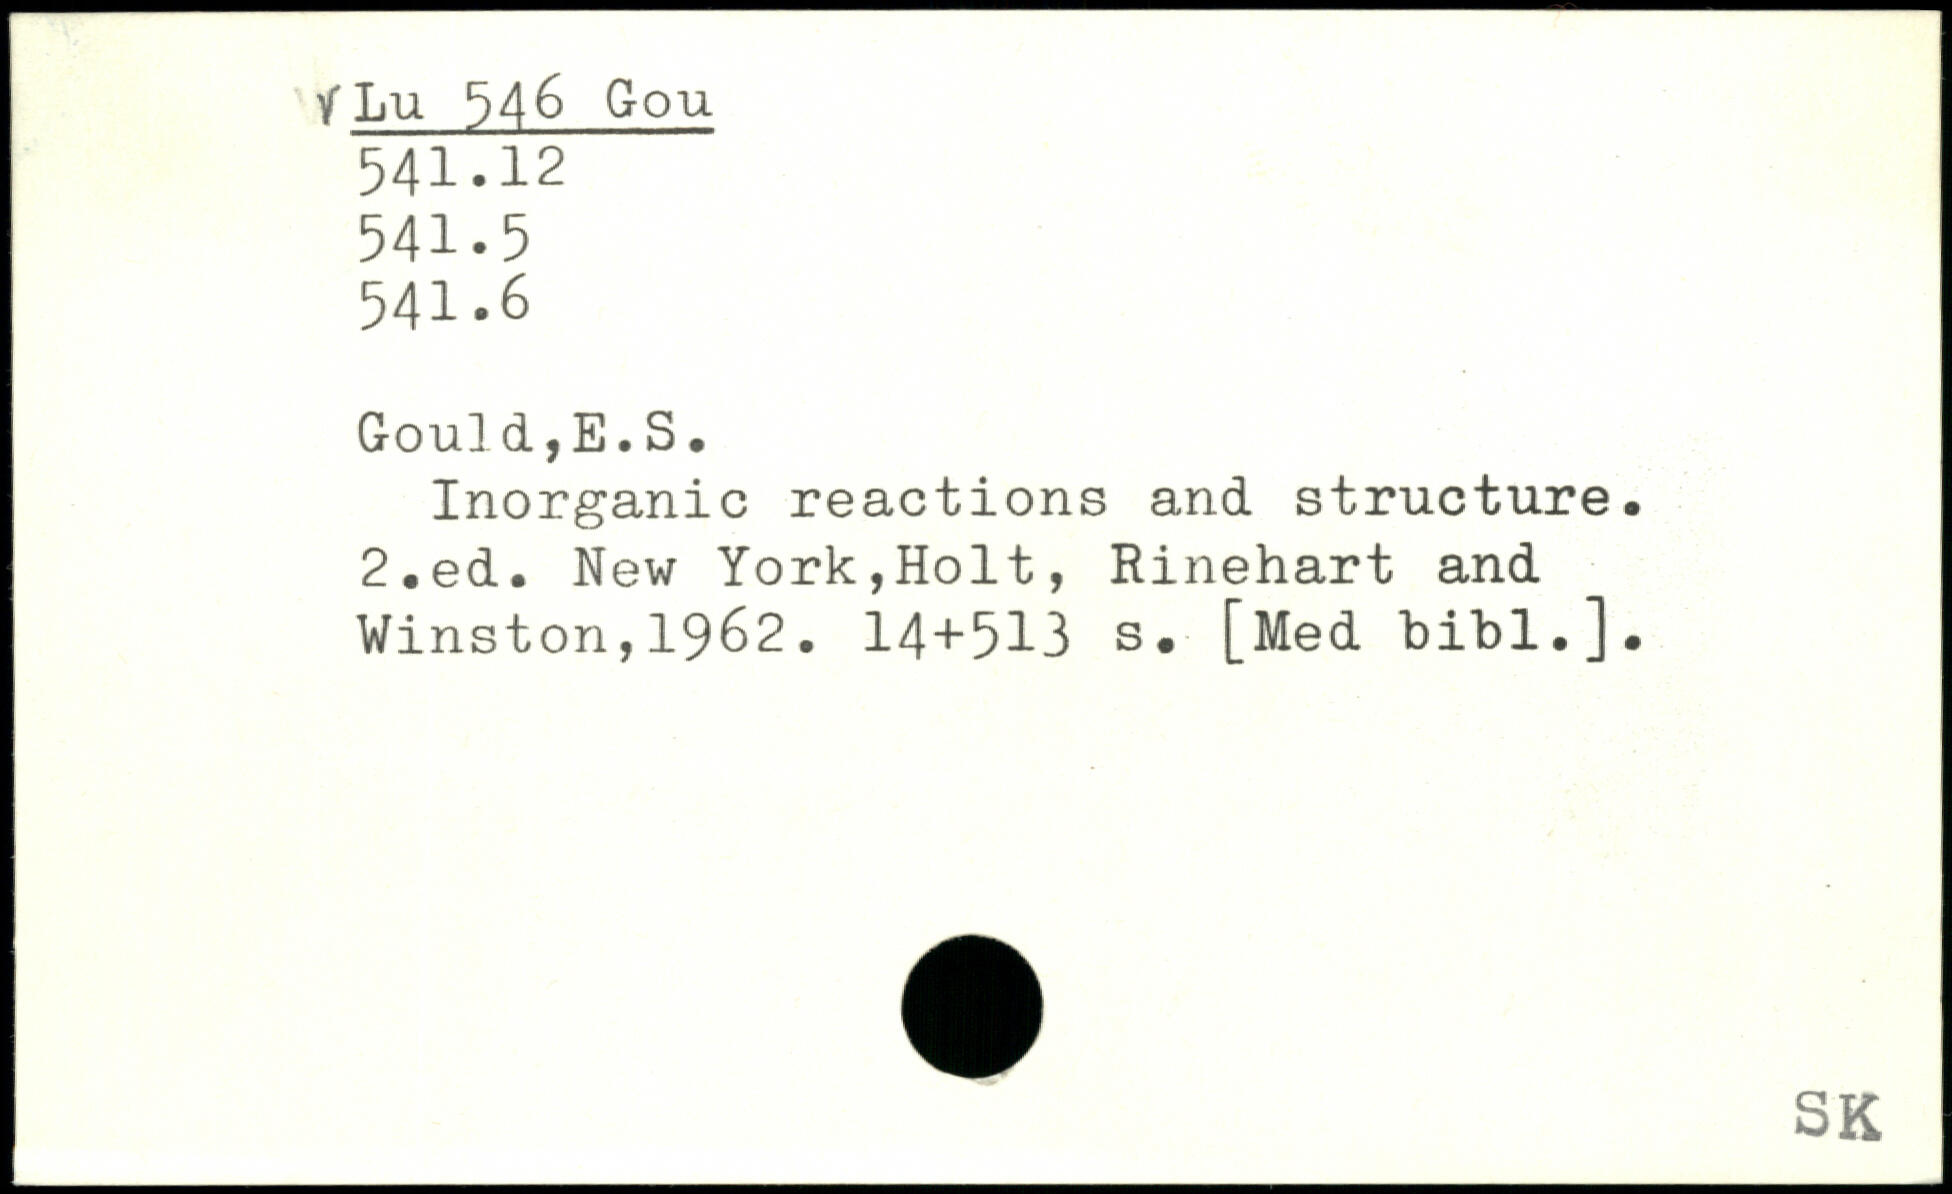 Lu 546 Gou
541.12
541.5
541.6
Gould,E.S.
Inorganic reactions and structure.
2.ed. New York,Holt, Rinehart and
Winston,1962. 14+513 s. [Med bibl.].
SK